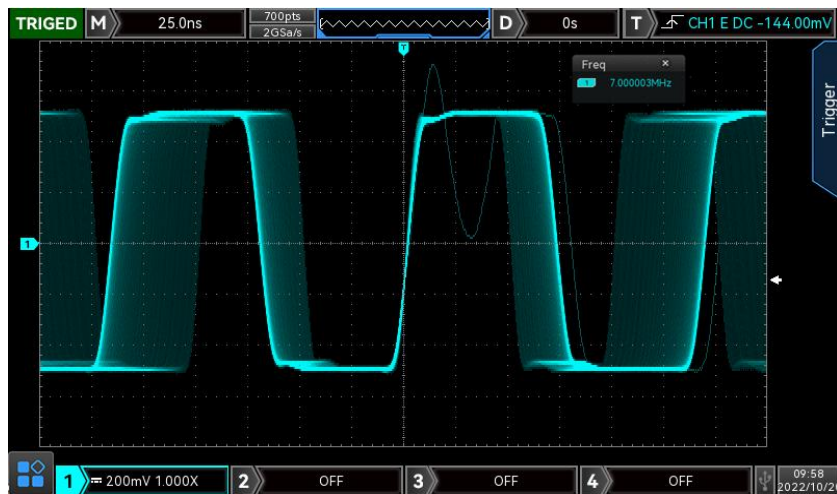 TRIGED M 25.0ns 700pts D 0s T CH1 E DC -144.00mV
2GSa/s
T
Freq ×
1 7.000003MHz
Trigger
1
1 200mV 1.000X 2 OFF 3 OFF 4 OFF 09:58